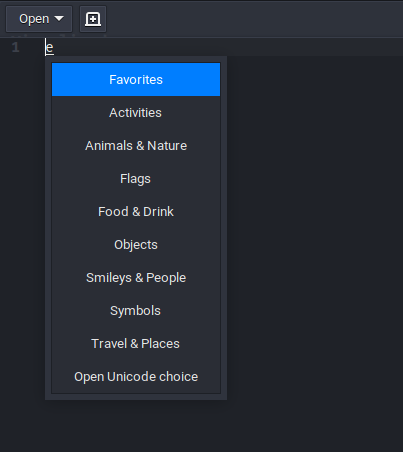 Open
1 e
Favorites
Activities
Animals & Nature
Flags
Food & Drink
Objects
Smileys & People
Symbols
Travel & Places
Open Unicode choice